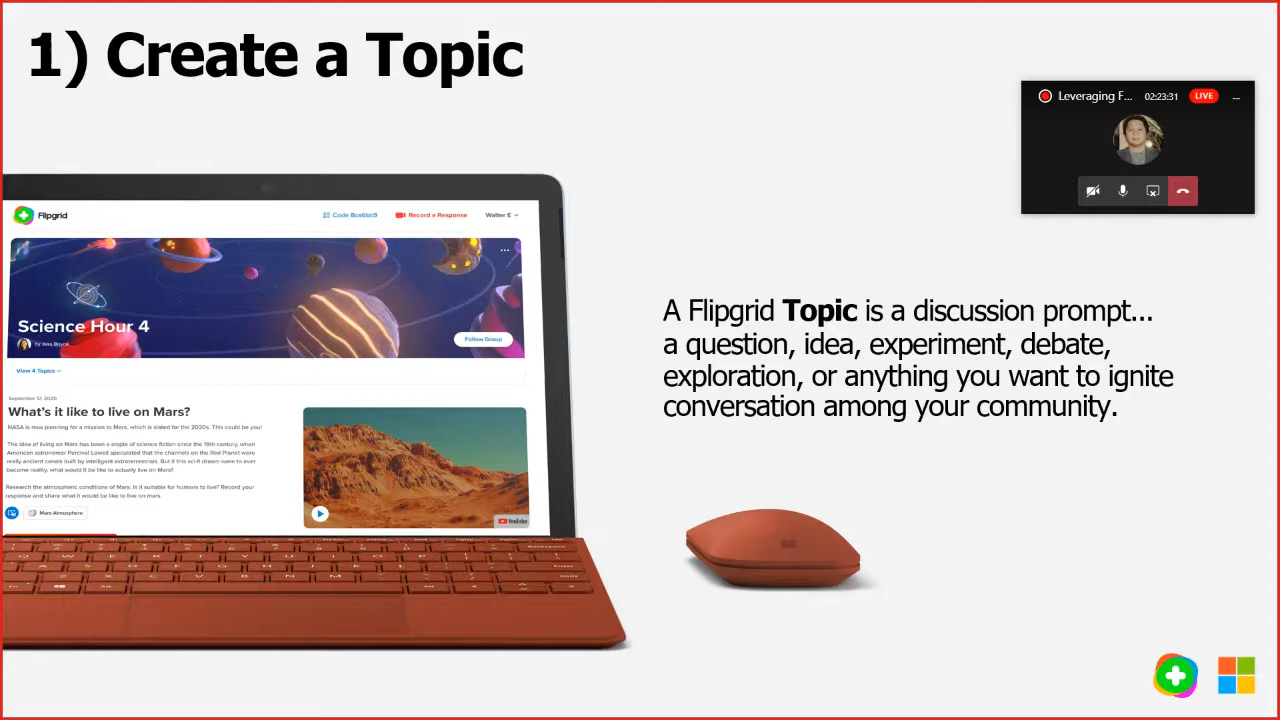 1) Create a Topic
Leveraging F... 02:23:31 LIVE
Flipgrid Code 8ca6bc9 Record a Response Walter E
Science Hour 4
by Jess Boyce
Follow Group
View 4 Topics
September 17, 2020
What's it like to live on Mars?
NASA is now planning for a mission to Mars, which is slated for the 2030s. This could be you!
The idea of living on Mars has been a staple of science fiction since the 19th century, when
American astronomer Percival Lowell speculated that the channels on the Red Planet were
really ancient canals built by intelligent extraterrestrials. But if this sci-fi dream were to ever
become reality, what would it be like to actually live on Mars?
Research the atmospheric conditions of Mars. Is it suitable for humans to live? Record your
response and share what it would be like to live on mars.
Mars Atmosphere
YouTube
A Flipgrid Topic is a discussion prompt...
a question, idea, experiment, debate,
exploration, or anything you want to ignite
conversation among your community.